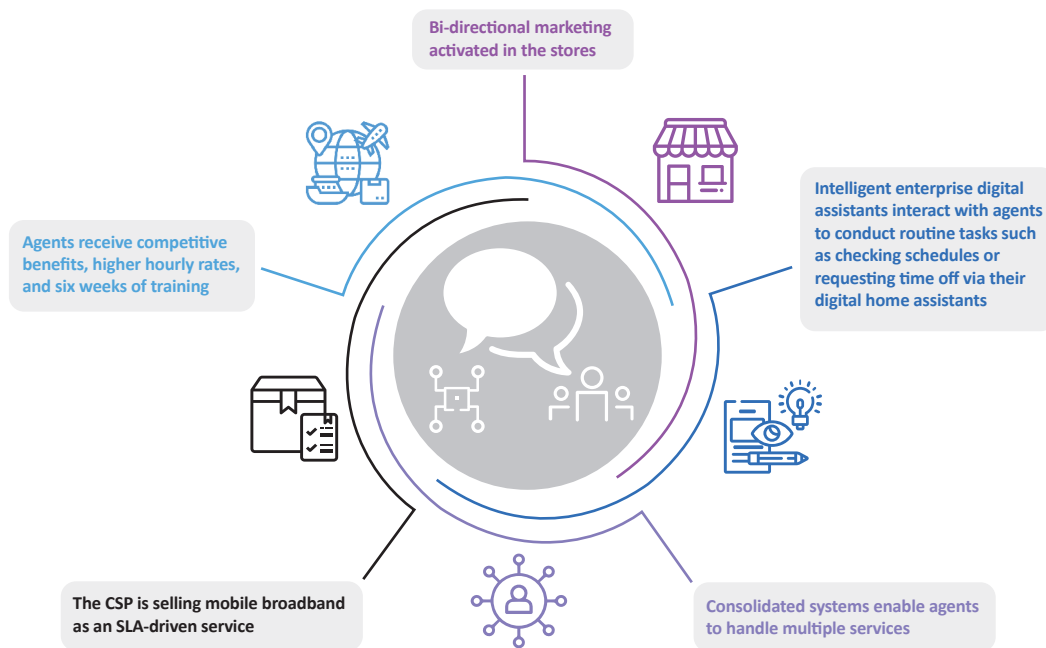 Bi-directional marketing
activated in the stores
Intelligent enterprise digital
assistants interact with agents
to conduct routine tasks such
as checking schedules or
requesting time off via their
digital home assistants
Agents receive competitive
benefits, higher hourly rates,
and six weeks of training
The CSP is selling mobile broadband
as an SLA-driven service
Consolidated systems enable agents
to handle multiple services